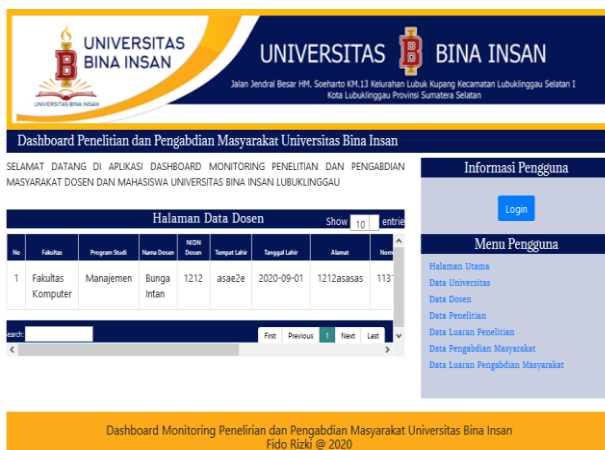 UNIVERSITAS
BINA INSAN
UNIVERSITAS BINA INSAN
UNIVERSITAS BINA INSAN
Jalan Jendral Besar HM. Soeharto KM.13 Kelurahan Lubuk Kupang Kecamatan Lubuklinggau Selatan I
Kota Lubuklinggau Provinsi Sumatera Selatan
Dashboard Penelitian dan Pengabdian Masyarakat Universitas Bina Insan
SELAMAT DATANG DI APLIKASI DASHBOARD MONITORING PENELITIAN DAN PENGABDIAN
MASYARAKAT DOSEN DAN MAHASISWA UNIVERSITAS BINA INSAN LUBUKLINGGAU
Halaman Data Dosen Show 10 entrie
No Fakultas Program Studi Nama Dosen NIDN Dosen Tempat Lahir Tanggal Lahir Alamat Nom
1 Fakultas Komputer Manajemen Bunga Intan 1212 asae2e 2020-09-01 1212asasas 113
earch: First Previous 1 Next Last
Informasi Pengguna
Login
Menu Pengguna
Halaman Utama
Data Universitas
Data Dosen
Data Penelitian
Data Luaran Penelitian
Data Pengabdian Masyarakat
Data Luaran Pengabdian Masyarakat
Dashboard Monitoring Penelirian dan Pengabdian Masyarakat Universitas Bina Insan
Fido Rizki @ 2020